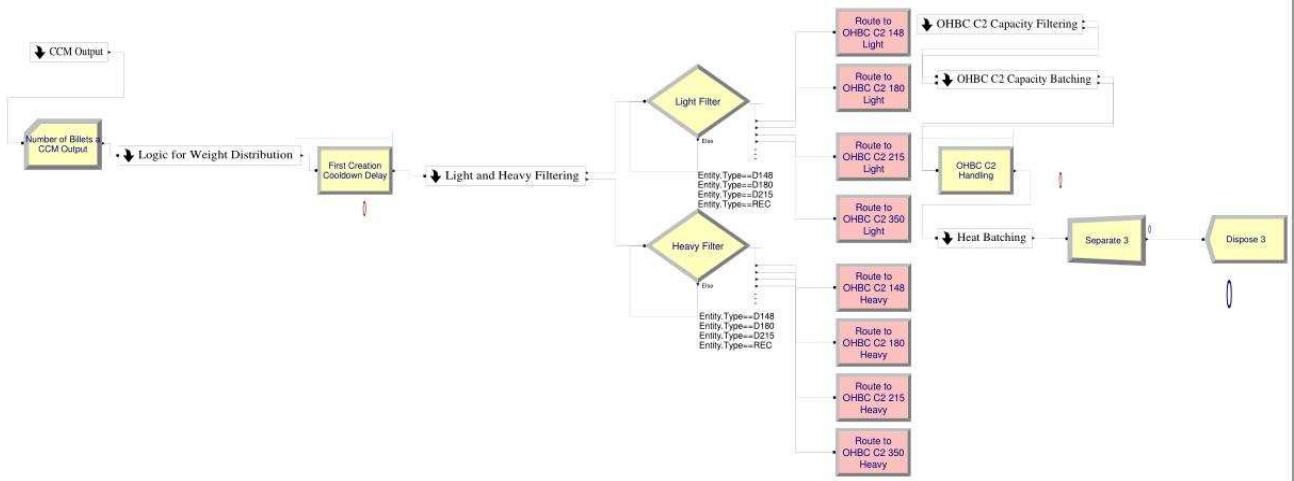 CCM Output
Number of Billets a
CCM Output
Logic for Weight Distribution
First Creation
Cooldown Delay
Light and Heavy Filtering
Light Filter
Else
Entity.Type==D148
Entity.Type==D180
Entity.Type==D215
Entity.Type==REC
Heavy Filter
Else
Entity.Type==D148
Entity.Type==D180
Entity.Type==D215
Entity.Type==REC
Route to
OHBC C2 148
Light
Route to
OHBC C2 180
Light
Route to
OHBC C2 215
Light
Route to
OHBC C2 350
Light
Route to
OHBC C2 148
Heavy
Route to
OHBC C2 180
Heavy
Route to
OHBC C2 215
Heavy
Route to
OHBC C2 350
Heavy
OHBC C2 Capacity Filtering
OHBC C2 Capacity Batching
OHBC C2
Handling
Heat Batching
Separate 3
0
Dispose 3
0
0
0